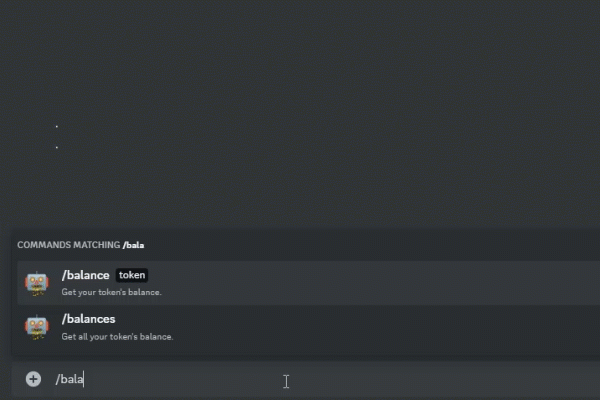 COMMANDS MATCHING /bala
/balance token
Get your token's balance.
/balances
Get all your token's balance.
/bala